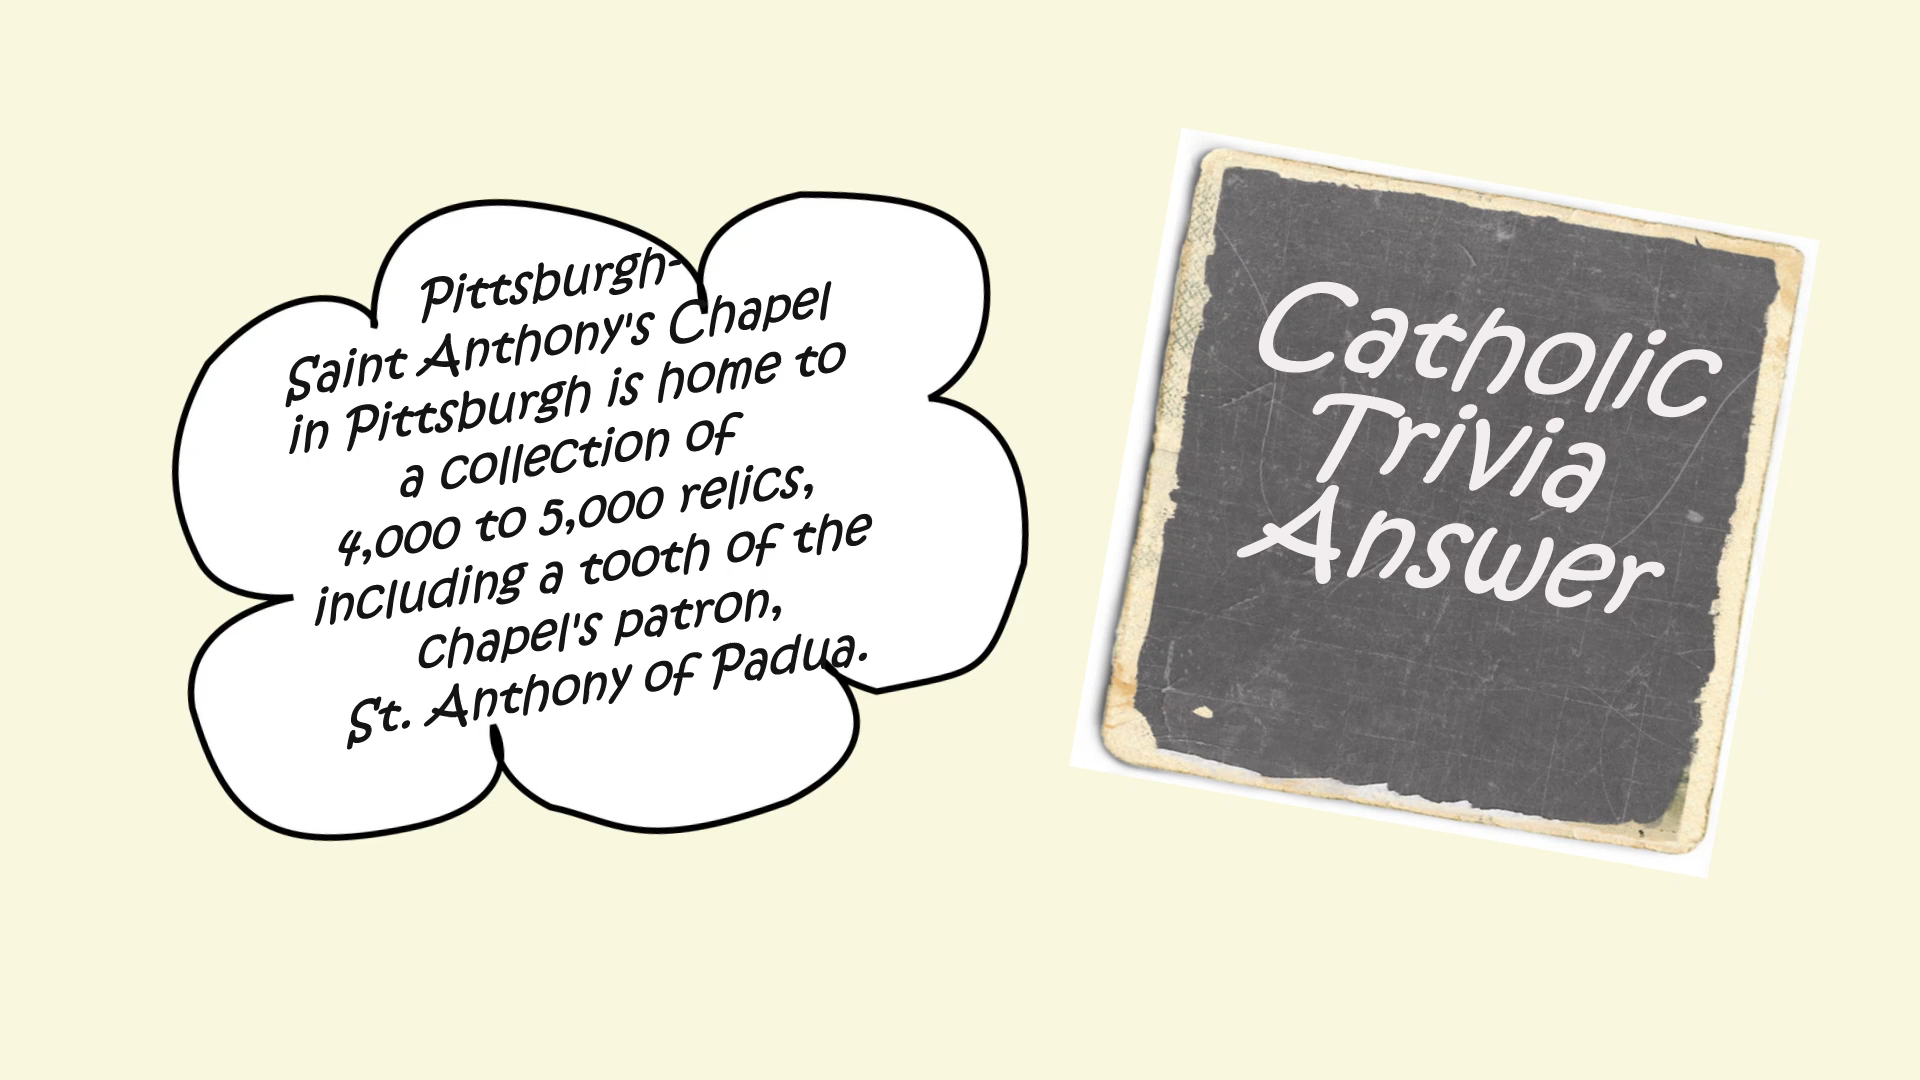 Pittsburgh-
Saint Anthony's Chapel
in Pittsburgh is home to
a collection of
4,000 to 5,000 relics,
including a tooth of the
chapel's patron,
St. Anthony of Padua.
Catholic
Trivia
Answer